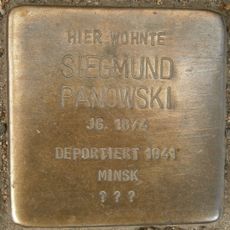 HIER WOHNTE
SIEGMUND
PANOWSKI
JG. 1874
DEPORTIERT 1941
MINSK
? ? ?